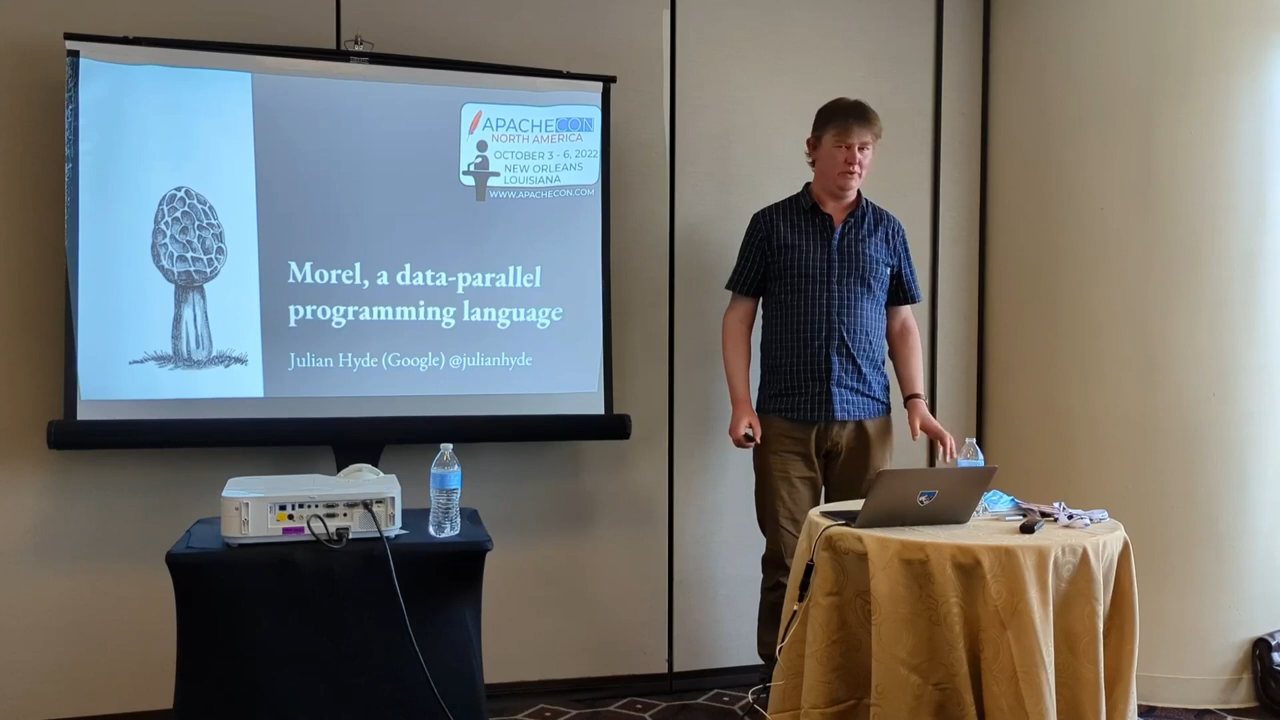 APACHECON
NORTH AMERICA
OCTOBER 3 - 6, 2022
NEW ORLEANS
LOUISIANA
WWW.APACHECON.COM
Morel, a data-parallel
programming language
Julian Hyde (Google) @julianhyde